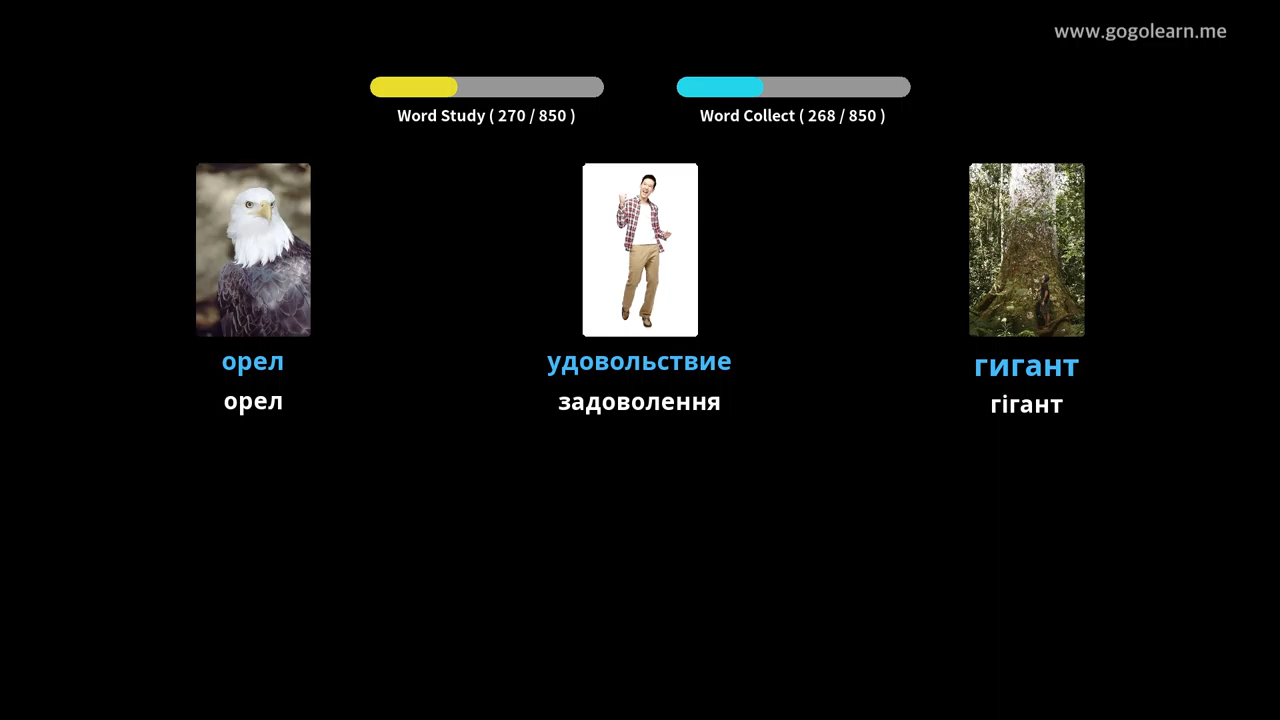 www.gogolearn.me
Word Study ( 270 / 850 )
Word Collect ( 268 / 850 )
орел
удовольствие
гигант
орел
задоволення
гігант